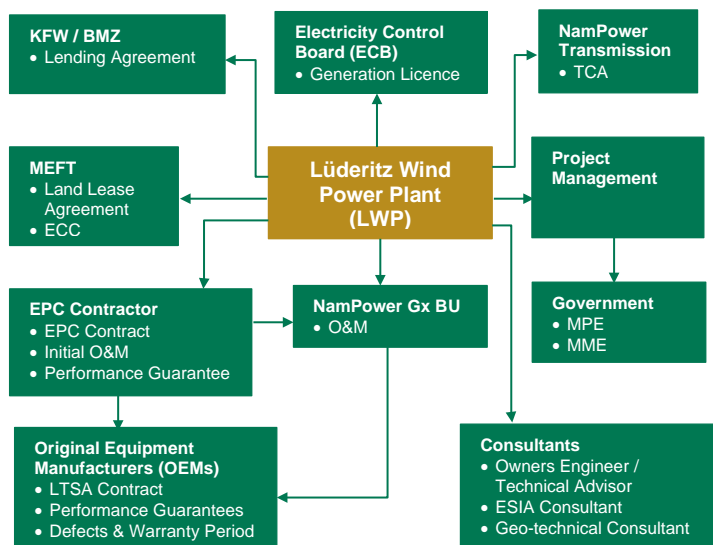 KFW / BMZ
• Lending Agreement
Electricity Control
Board (ECB)
• Generation Licence
NamPower
Transmission
• TCA
MEFT
• Land Lease
Agreement
• ECC
Lüderitz Wind
Power Plant
(LWP)
Project
Management
EPC Contractor
• EPC Contract
• Initial O&M
• Performance Guarantee
NamPower Gx BU
• O&M
Government
• MPE
• MME
Original Equipment
Manufacturers (OEMs)
• LTSA Contract
• Performance Guarantees
• Defects & Warranty Period
Consultants
• Owners Engineer /
Technical Advisor
• ESIA Consultant
• Geo-technical Consultant